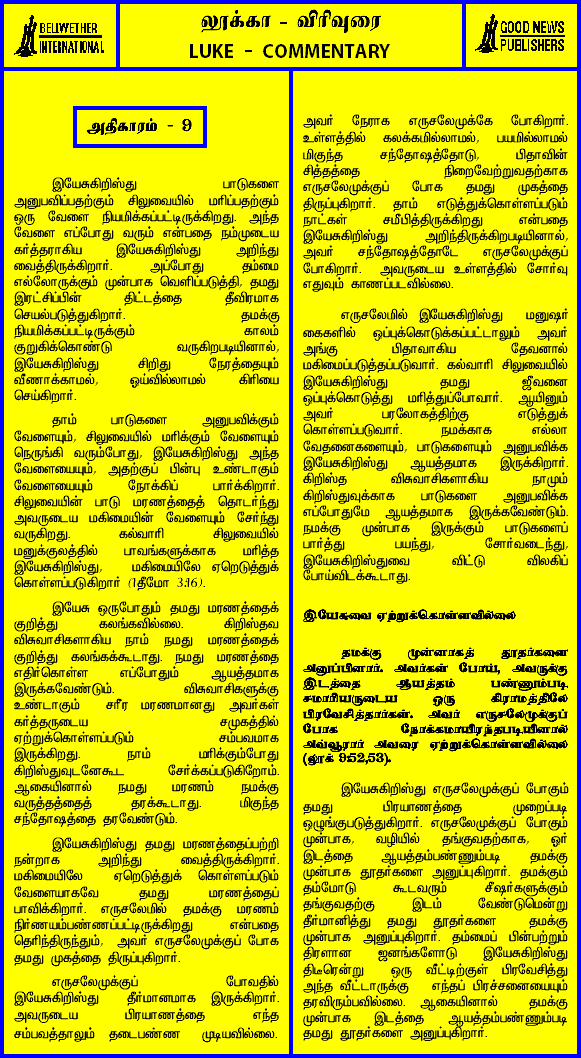 BELLWETHER
INTERNATIONAL
லூக்கா - விரிவுரை
LUKE - COMMENTARY
GOOD NEWS
PUBLISHERS
அதிகாரம் - 9
இயேசுகிறிஸ்து பாடுகளை
அனுபவிப்பதற்கும் சிலுவையில் மரிப்பதற்கும்
ஒரு வேளை நியமிக்கப்பட்டிருக்கிறது. அந்த
வேளை எப்போது வரும் என்பதை நம்முடைய
கர்த்தராகிய இயேசுகிறிஸ்து அறிந்து
வைத்திருக்கிறார். அப்போது தம்மை
எல்லோருக்கும் முன்பாக வெளிப்படுத்தி, தமது
இரட்சிப்பின் திட்டத்தை தீவிரமாக
செயல்படுத்துகிறார். தமக்கு
நியமிக்கப்பட்டிருக்கும் காலம்
குறுகிக்கொண்டு வருகிறபடியினால்,
இயேசுகிறிஸ்து சிறிது நேரத்தையும்
வீணாக்காமல், ஓய்வில்லாமல் கிரியை
செய்கிறார்.
தாம் பாடுகளை அனுபவிக்கும்
வேளையும், சிலுவையில் மரிக்கும் வேளையும்
நெருங்கி வரும்போது, இயேசுகிறிஸ்து அந்த
வேளையையும், அதற்குப் பின்பு உண்டாகும்
வேளையையும் நோக்கிப் பார்க்கிறார்.
சிலுவையின் பாடு மரணத்தைத் தொடர்ந்து
அவருடைய மகிமையின் வேளையும் சேர்ந்து
வருகிறது. கல்வாரி சிலுவையில்
மனுக்குலத்தில் பாவங்களுக்காக மரித்த
இயேசுகிறிஸ்து, மகிமையிலே ஏறெடுத்துக்
கொள்ளப்படுகிறார் (1தீமோ 3:16).
இயேசு ஒருபோதும் தமது மரணத்தைக்
குறித்து கலங்கவில்லை. கிறிஸ்தவ
விசுவாசிகளாகிய நாம் நமது மரணத்தைக்
குறித்து கலங்கக்கூடாது. நமது மரணத்தை
எதிர்கொள்ள எப்போதும் ஆயத்தமாக
இருக்கவேண்டும். விசுவாசிகளுக்கு
உண்டாகும் சரீர மரணமானது அவர்கள்
கர்த்தருடைய சமுகத்தில்
ஏற்றுக்கொள்ளப்படும் சம்பவமாக
இருக்கிறது. நாம் மரிக்கும்போது
கிறிஸ்துவுடனேகூட சேர்க்கப்படுகிறோம்.
ஆகையினால் நமது மரணம் நமக்கு
வருத்தத்தைத் தரக்கூடாது. மிகுந்த
சந்தோஷத்தை தரவேண்டும்.
இயேசுகிறிஸ்து தமது மரணத்தைப்பற்றி
நன்றாக அறிந்து வைத்திருக்கிறார்.
மகிமையிலே ஏறெடுத்துக் கொள்ளப்படும்
வேளையாகவே தமது மரணத்தைப்
பாவிக்கிறார். எருசலேமில் தமக்கு மரணம்
நிர்ணயம்பண்ணப்பட்டிருக்கிறது என்பதை
தெரிந்திருந்தும், அவர் எருசலேமுக்குப் போக
தமது முகத்தை திருப்புகிறார்.
எருசலேமுக்குப் போவதில்
இயேசுகிறிஸ்து தீர்மானமாக இருக்கிறார்.
அவருடைய பிரயாணத்தை எந்த
சம்பவத்தாலும் தடைபண்ண முடியவில்லை.
அவர் நேராக எருசலேமுக்கே போகிறார்.
உள்ளத்தில் கலக்கமில்லாமல், பயமில்லாமல்
மிகுந்த சந்தோஷத்தோடு, பிதாவின்
சித்தத்தை நிறைவேற்றுவதற்காக
எருசலேமுக்குப் போக தமது முகத்தை
திருப்புகிறார். தாம் எடுத்துக்கொள்ளப்படும்
நாட்கள் சமீபித்திருக்கிறது என்பதை
இயேசுகிறிஸ்து அறிந்திருக்கிறபடியினால்,
அவர் சந்தோஷத்தோடே எருசலேமுக்குப்
போகிறார். அவருடைய உள்ளத்தில் சோர்வு
எதுவும் காணப்படவில்லை.
எருசலேமில் இயேசுகிறிஸ்து மனுஷர்
கைகளில் ஒப்புக்கொடுக்கப்பட்டாலும் அவர்
அங்கு பிதாவாகிய தேவனால்
மகிமைப்படுத்தப்படுவார். கல்வாரி சிலுவையில்
இயேசுகிறிஸ்து தமது ஜீவனை
ஒப்புக்கொடுத்து மரித்துப்போவார். ஆயினும்
அவர் பரலோகத்திற்கு எடுத்துக்
கொள்ளப்படுவார். நமக்காக எல்லா
வேதனைகளையும், பாடுகளையும் அனுபவிக்க
இயேசுகிறிஸ்து ஆயத்தமாக இருக்கிறார்.
கிறிஸ்த விசுவாசிகளாகிய நாமும்
கிறிஸ்துவுக்காக பாடுகளை அனுபவிக்க
எப்போதுமே ஆயத்தமாக இருக்கவேண்டும்.
நமக்கு முன்பாக இருக்கும் பாடுகளைப்
பார்த்து பயந்து, சோர்வடைந்து,
இயேசுகிறிஸ்துவை விட்டு விலகிப்
போய்விடக்கூடாது.
இயேசுவை ஏற்றுக்கொள்ளவில்லை
தமக்கு முன்னாகத் தூதர்களை
அனுப்பினார். அவர்கள் போய், அவருக்கு
இடத்தை ஆயத்தம் பண்ணும்படி
சமாரியருடைய ஒரு கிராமத்திலே
பிரவேசித்தார்கள். அவர் எருசலேமுக்குப்
போக நோக்கமாயிரந்தபடியினால்
அவ்வூரார் அவரை ஏற்றுக்கொள்ளவில்லை
(லூக் 9:52,53).
இயேசுகிறிஸ்து எருசலேமுக்குப் போகும்
தமது பிரயாணத்தை முறைப்படி
ஒழுங்குபடுத்துகிறார். எருசலேமுக்குப் போகும்
முன்பாக, வழியில் தங்குவதற்காக, ஓர்
இடத்தை ஆயத்தம்பண்ணும்படி தமக்கு
முன்பாக தூதர்களை அனுப்புகிறார். தமக்கும்
தம்மோடு கூடவரும் சீஷர்களுக்கும்
தங்குவதற்கு இடம் வேண்டுமென்று
தீர்மானித்து தமது தூதர்களை தமக்கு
முன்பாக அனுப்புகிறார். தம்மைப் பின்பற்றும்
திரளான ஜனங்களோடு இயேசுகிறிஸ்து
திடீரென்று ஒரு வீட்டிற்குள் பிரவேசித்து
அந்த வீட்டாருக்கு எந்தப் பிரச்சனையையும்
தரவிரும்பவில்லை. ஆகையினால் தமக்கு
முன்பாக இடத்தை ஆயத்தம்பண்ணும்படி
தமது தூதர்களை அனுப்புகிறார்.